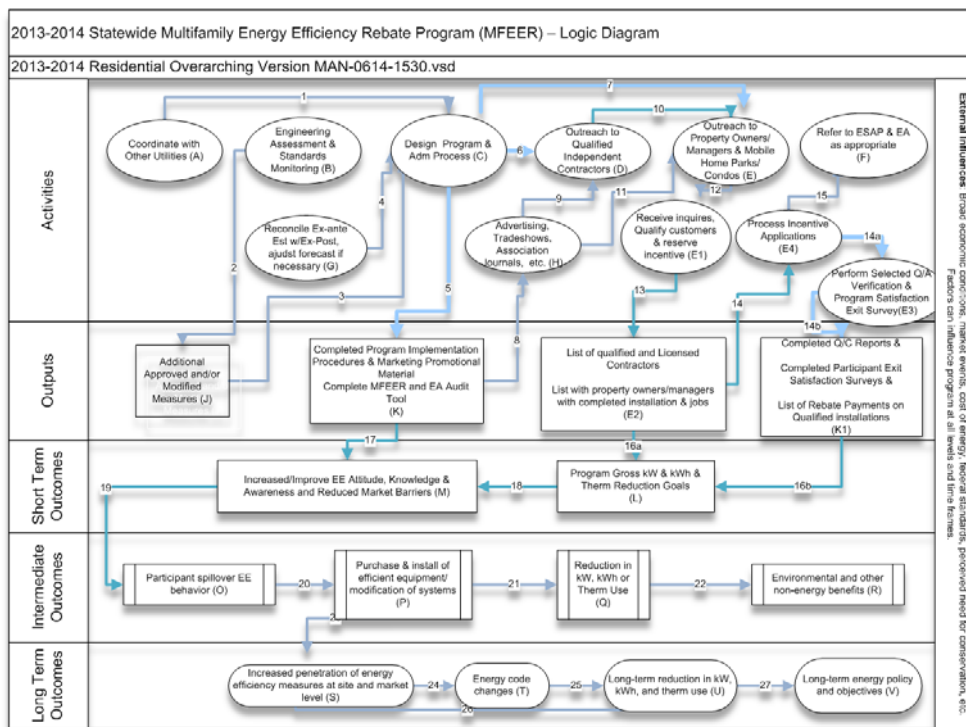 2013-2014 Statewide Multifamily Energy Efficiency Rebate Program (MFEER) – Logic Diagram
2013-2014 Residential Overarching Version MAN-0614-1530.vsd
Activities
1
7
10
Coordinate with
Other Utilities (A)
Engineering
Assessment &
Standards
Monitoring (B)
Design Program &
Adm Process (C)
6
Outreach to
Qualified
Independent
Contractors (D)
Outreach to
Property Owners/
Managers & Mobile
Home Parks/
Condos (E)
Refer to ESAP & EA
as appropriate
(F)
4
9
11
12
15
Reconcile Ex-ante
Est w/Ex-Post,
ajudst forecast if
necessary (G)
Advertising,
Tradeshows,
Association
Journals, etc. (H)
Receive inquires,
Qualify customers
& reserve
incentive (E1)
Process Incentive
Applications
(E4)
14a
2
3
5
13
14
Perform Selected Q/A
Verification &
Program Satisfaction
Exit Survey(E3)
14b
Outputs
Additional
Approved and/or
Modified
Measures (J)
Completed Program Implementation
Procedures & Marketing Promotional
Material
Complete MFEER and EA Audit
Tool
(K)
8
List of qualified and Licensed
Contractors
List with property owners/managers
with completed installation & jobs
(E2)
Completed Q/C Reports &
Completed Participant Exit
Satisfaction Surveys &
List of Rebate Payments on
Qualified installations
(K1)
17
16a
Short Term
Outcomes
19
Increased/Improve EE Attitude, Knowledge &
Awareness and Reduced Market Barriers (M)
18
Program Gross kW & kWh &
Therm Reduction Goals
(L)
16b
Intermediate
Outcomes
Participant spillover EE
behavior (O)
20
Purchase & install of
efficient equipment/
modification of systems
(P)
21
Reduction in
kW, kWh or
Therm Use
(Q)
22
Environmental and other
non-energy benefits (R)
Long Term
Outcomes
Increased penetration of energy
efficiency measures at site and market
level (S)
24
Energy code
changes (T)
25
Long-term reduction in kW,
kWh, and therm use (U)
27
Long-term energy policy
and objectives (V)
26
External Influences: Broad economic conditions, market events, cost of energy, federal standards, perceived need for conservation, etc.
Factors can influence program at all levels and time frames.